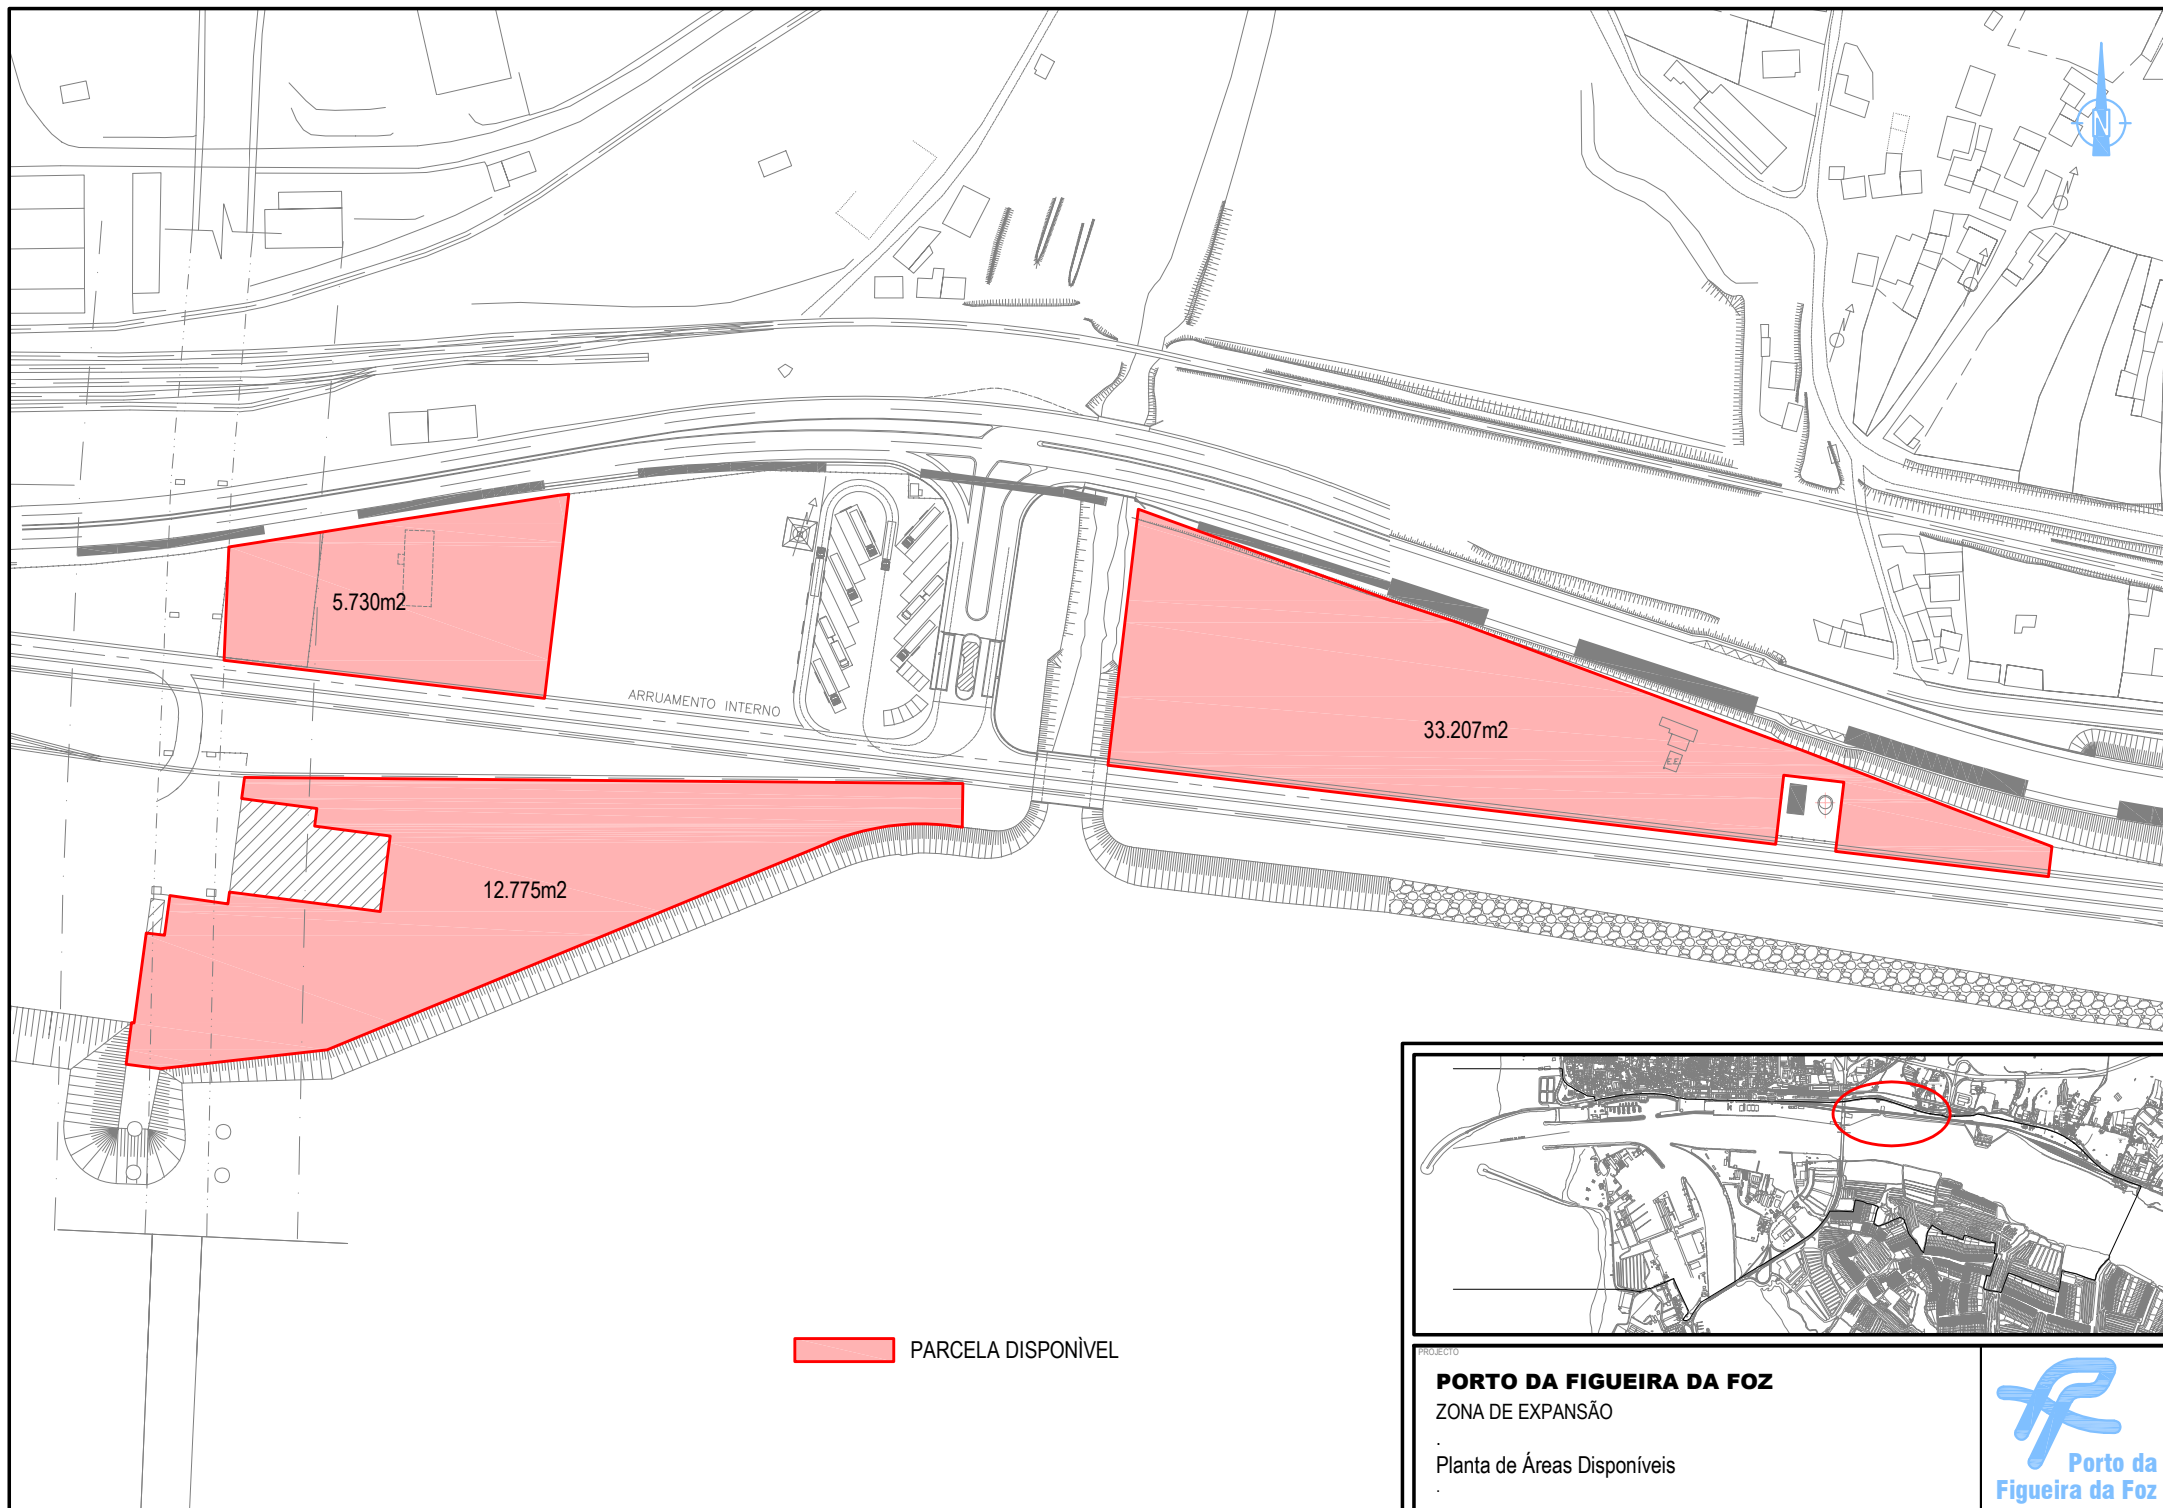 N
5.730m2
ARRUAMENTO INTERNO
33.207m2
E.E.
12.775m2
PARCELA DISPONÌVEL
PROJECTO
PORTO DA FIGUEIRA DA FOZ
ZONA DE EXPANSÃO
.
Planta de Áreas Disponíveis
.
Porto da
Figueira da Foz